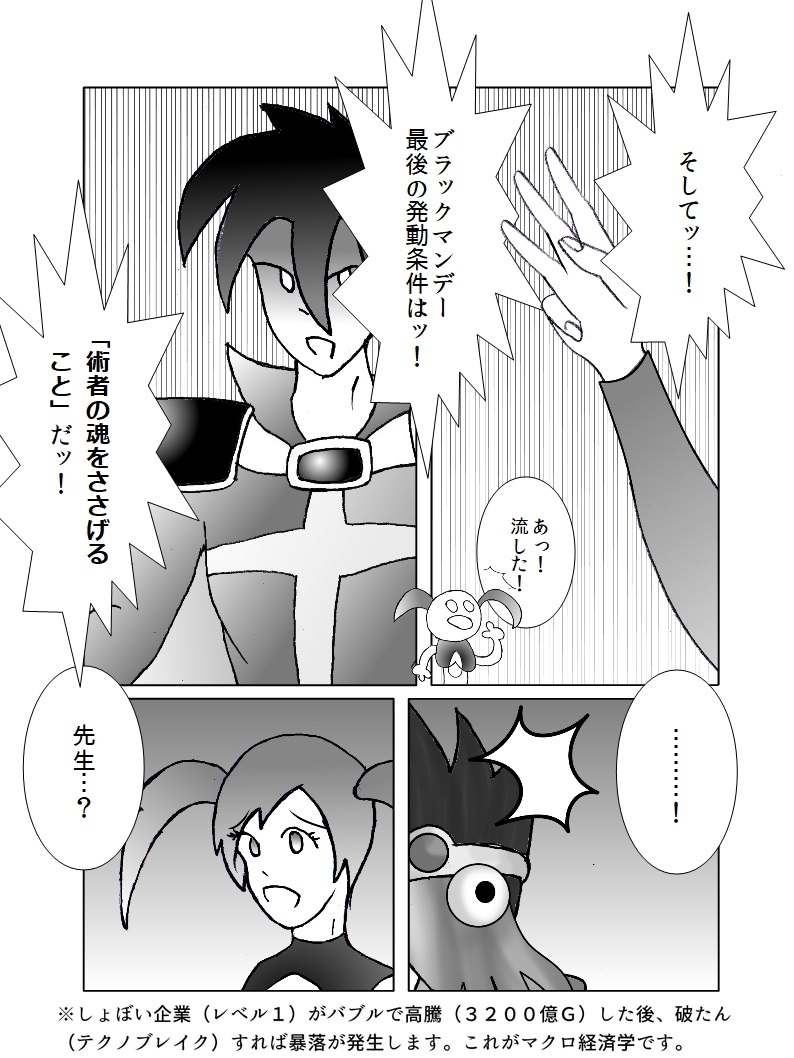 そしてッ…！
ブラックマンデー
最後の発動条件はッ！
あっ！
流した！
「術者の魂をささげる
こと」だッ！
………！
先生…？
※しょぼい企業（レベル１）がバブルで高騰（３２００億Ｇ）した後、破たん
（テクノブレイク）すれば暴落が発生します。これがマクロ経済学です。